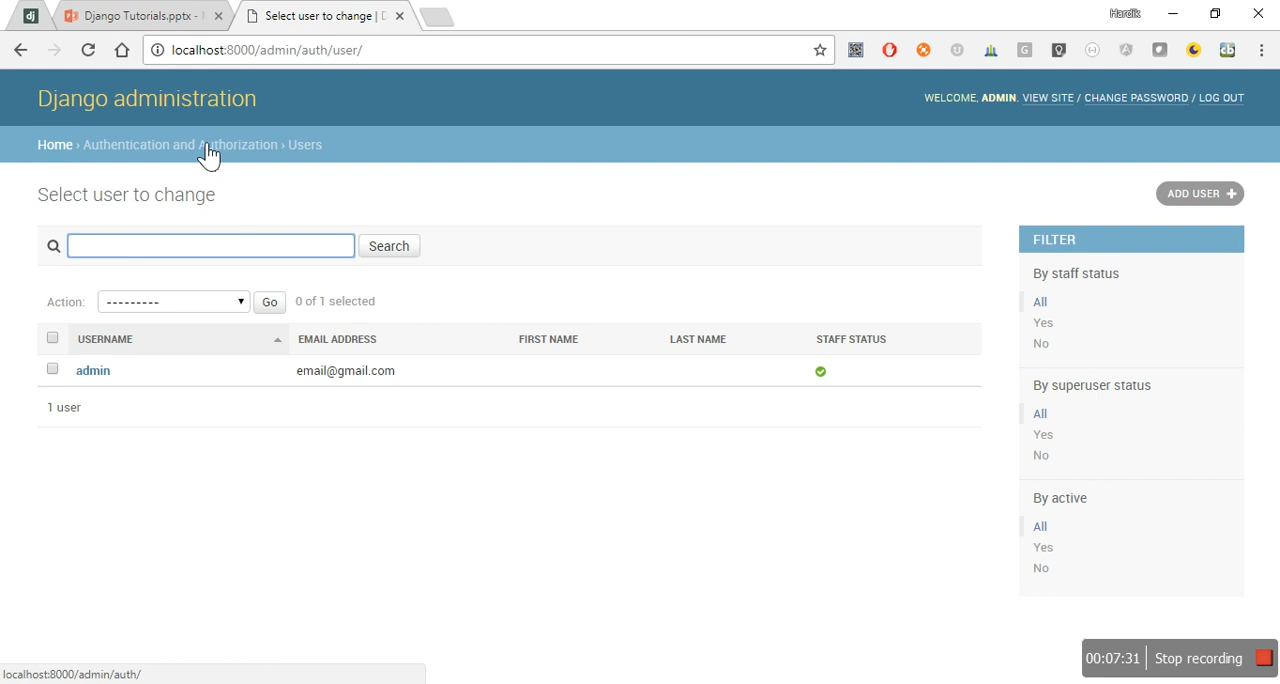 dj Django Tutorials.pptx - Select user to change | D
Hardik
localhost:8000/admin/auth/user/
Django administration
WELCOME, ADMIN. VIEW SITE / CHANGE PASSWORD / LOG OUT
Home › Authentication and Authorization › Users
Select user to change
ADD USER +
Search
FILTER
By staff status
All
Yes
No
By superuser status
All
Yes
No
By active
All
Yes
No
Action: --------- Go 0 of 1 selected
USERNAME EMAIL ADDRESS FIRST NAME LAST NAME STAFF STATUS
admin email@gmail.com
1 user
00:07:31 Stop recording
localhost:8000/admin/auth/